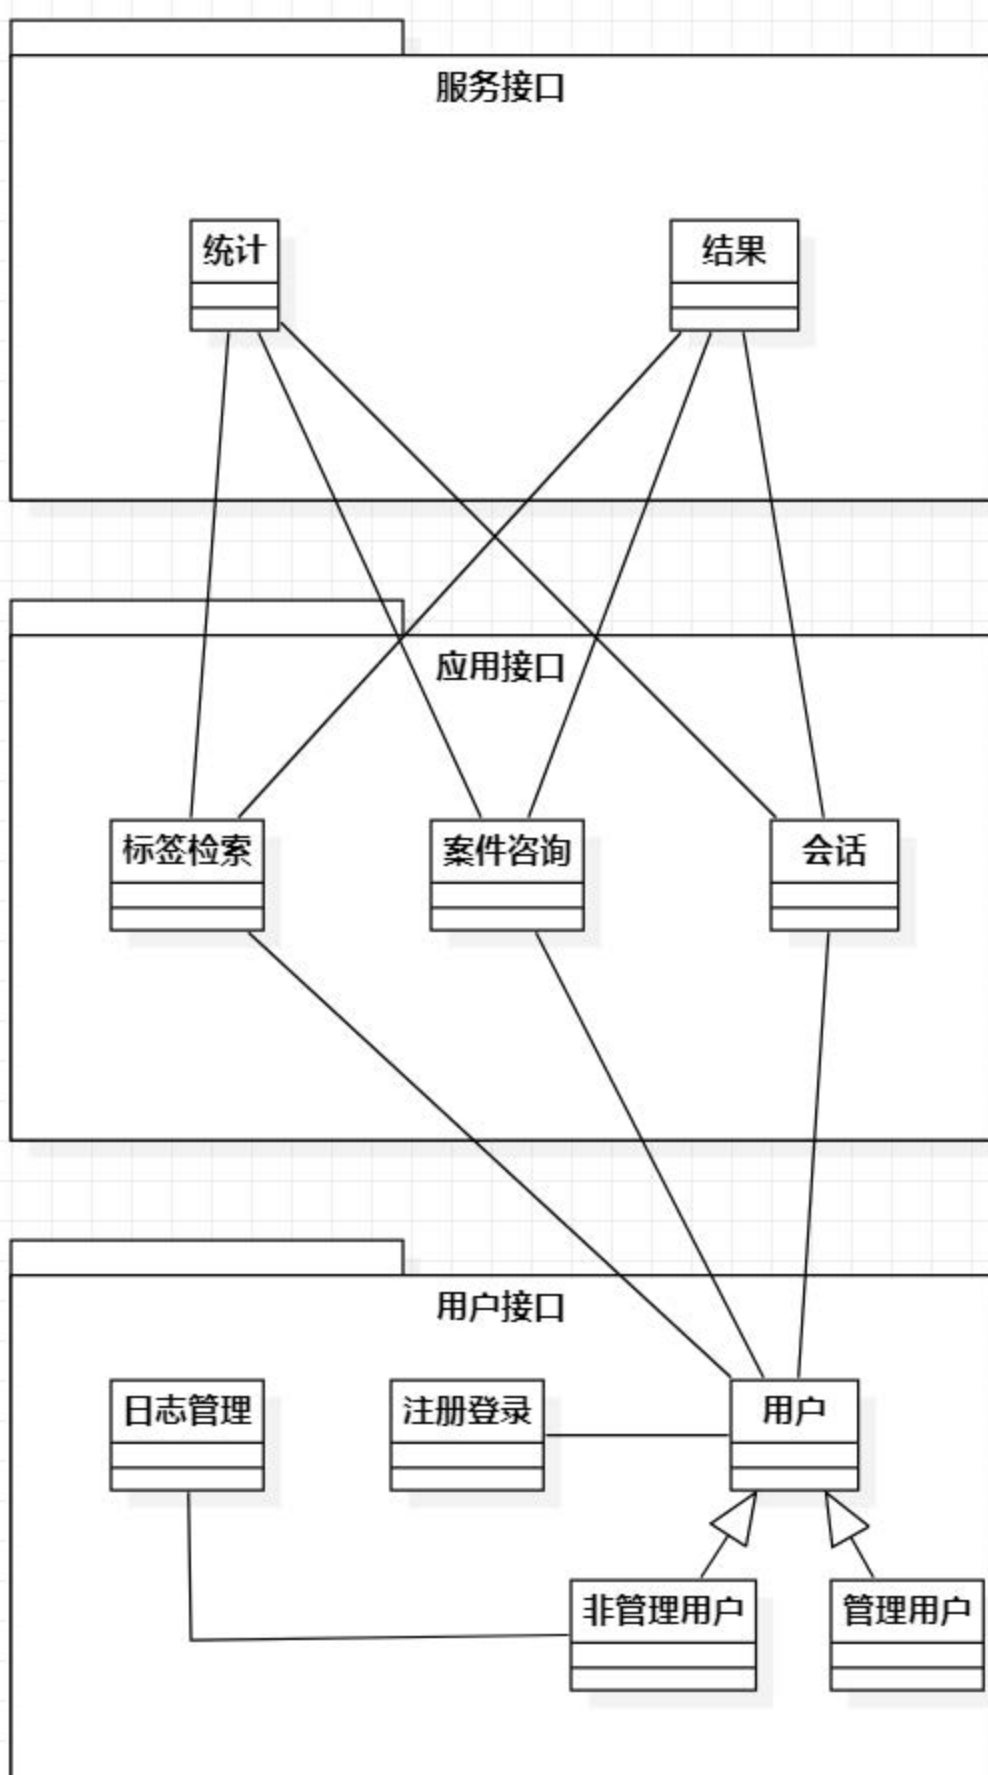 服务接口
统计
结果
应用接口
标签检索
案件咨询
会话
用户接口
日志管理
注册登录
用户
非管理用户
管理用户